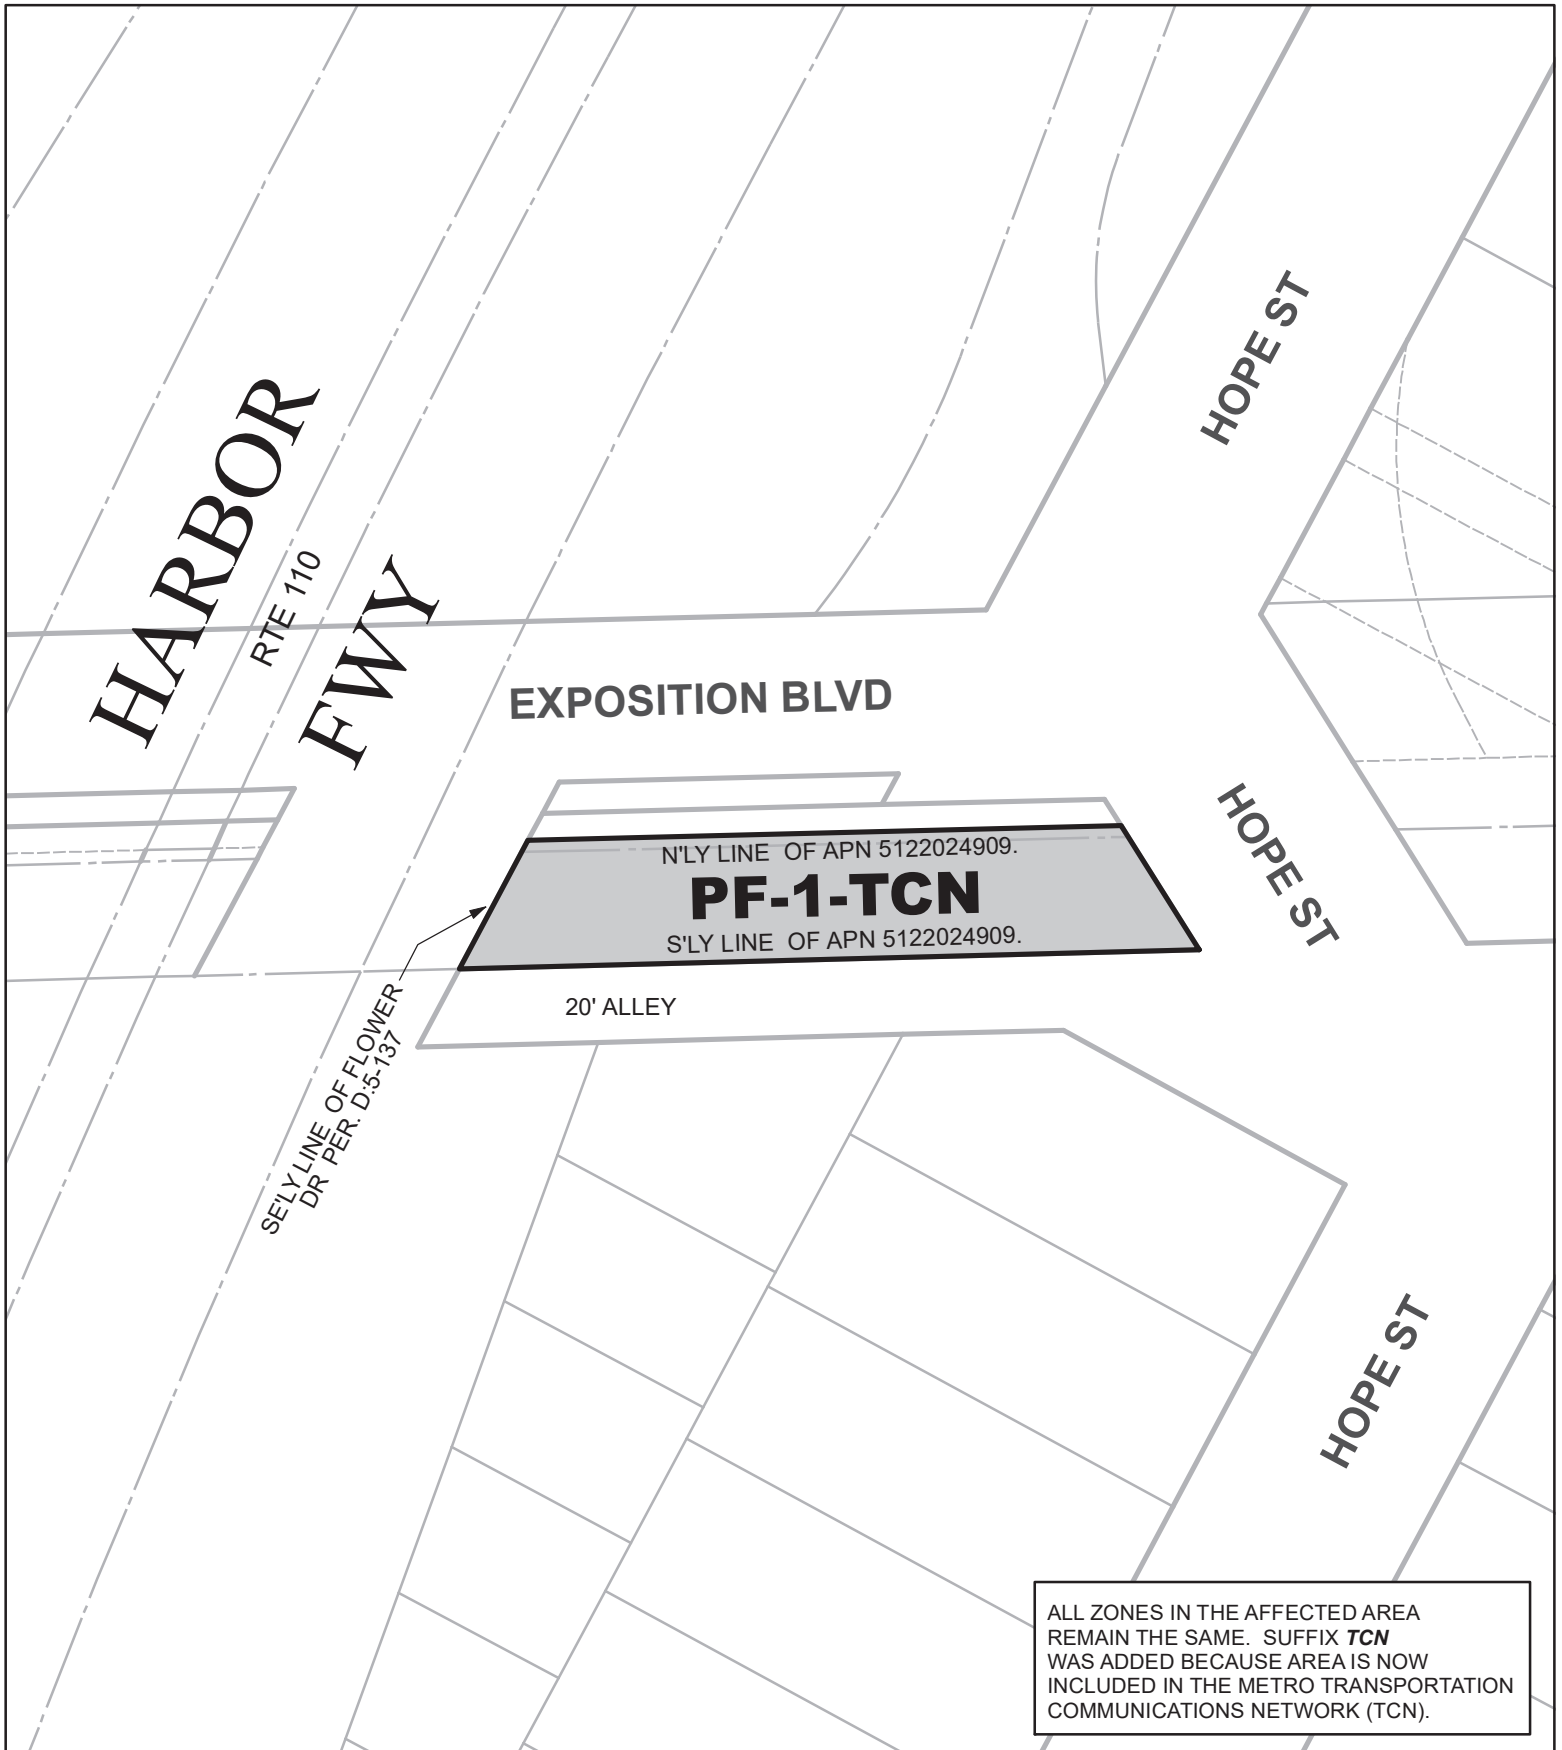 HOPE ST
HARBOR
RTE 110
FWY
EXPOSITION BLVD
HOPE ST
N'LY LINE OF APN 5122024909.
PF-1-TCN
S'LY LINE OF APN 5122024909.
20' ALLEY
SE'LY LINE OF FLOWER
DR PER. D:5-137
HOPE ST
ALL ZONES IN THE AFFECTED AREA
REMAIN THE SAME. SUFFIX TCN
WAS ADDED BECAUSE AREA IS NOW
INCLUDED IN THE METRO TRANSPORTATION
COMMUNICATIONS NETWORK (TCN).